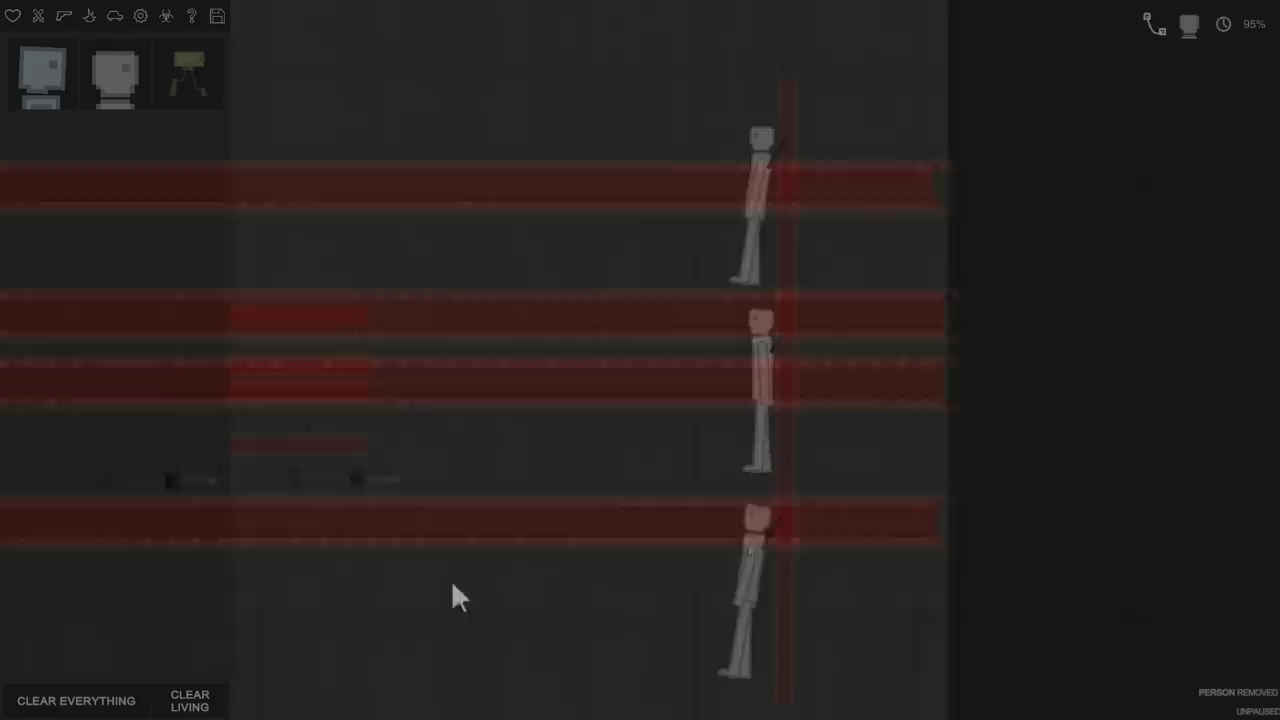 95%
CLEAR EVERYTHING
CLEAR
LIVING
PERSON REMOVED
UNPAUSED